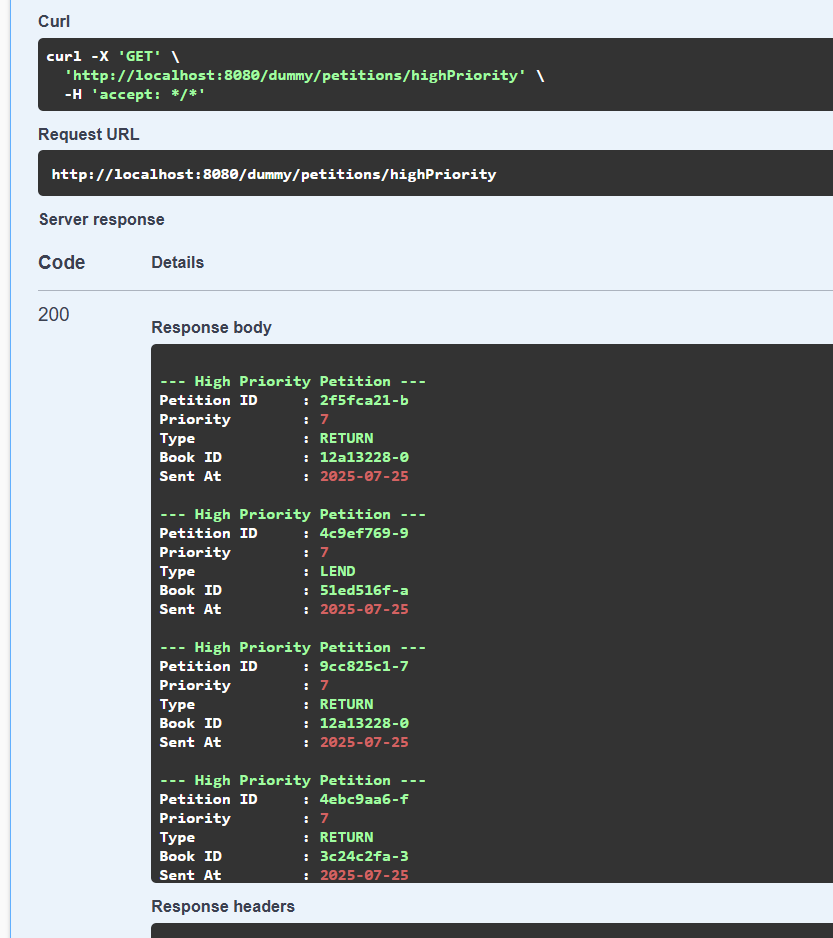 Curl
curl -X 'GET' \
'http://localhost:8080/dummy/petitions/highPriority' \
-H 'accept: */*'
Request URL
http://localhost:8080/dummy/petitions/highPriority
Server response
Code Details
200
Response body
--- High Priority Petition ---
Petition ID : 2f5fca21-b
Priority : 7
Type : RETURN
Book ID : 12a13228-0
Sent At : 2025-07-25
--- High Priority Petition ---
Petition ID : 4c9ef769-9
Priority : 7
Type : LEND
Book ID : 51ed516f-a
Sent At : 2025-07-25
--- High Priority Petition ---
Petition ID : 9cc825c1-7
Priority : 7
Type : RETURN
Book ID : 12a13228-0
Sent At : 2025-07-25
--- High Priority Petition ---
Petition ID : 4ebc9aa6-f
Priority : 7
Type : RETURN
Book ID : 3c24c2fa-3
Sent At : 2025-07-25
Response headers